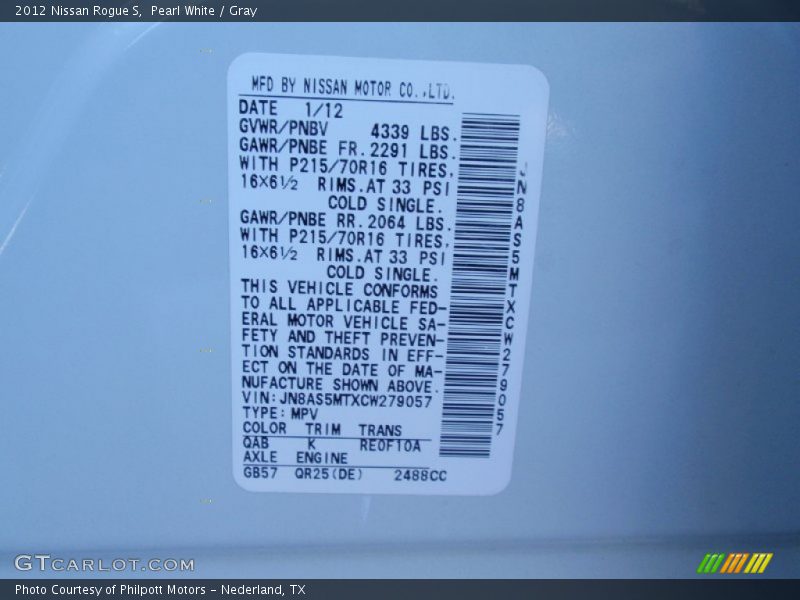 2012 Nissan Rogue S, Pearl White / Gray
MFD BY NISSAN MOTOR CO.,LTD.
DATE 1/12
GVWR/PNBV 4339 LBS.
GAWR/PNBE FR. 2291 LBS.
WITH P215/70R16 TIRES,
16X6½ RIMS.AT 33 PSI
COLD SINGLE.
GAWR/PNBE RR. 2064 LBS.
WITH P215/70R16 TIRES,
16X6½ RIMS.AT 33 PSI
COLD SINGLE.
THIS VEHICLE CONFORMS
TO ALL APPLICABLE FED-
ERAL MOTOR VEHICLE SA-
FETY AND THEFT PREVEN-
TION STANDARDS IN EFF-
ECT ON THE DATE OF MA-
NUFACTURE SHOWN ABOVE.
VIN:JN8AS5MTXCW279057
TYPE: MPV
COLOR TRIM TRANS
QAB K RE0F10A
AXLE ENGINE
GB57 QR25(DE) 2488CC
JN8AS5MTXCW279057
GTCARLOT.COM
Photo Courtesy of Philpott Motors - Nederland, TX